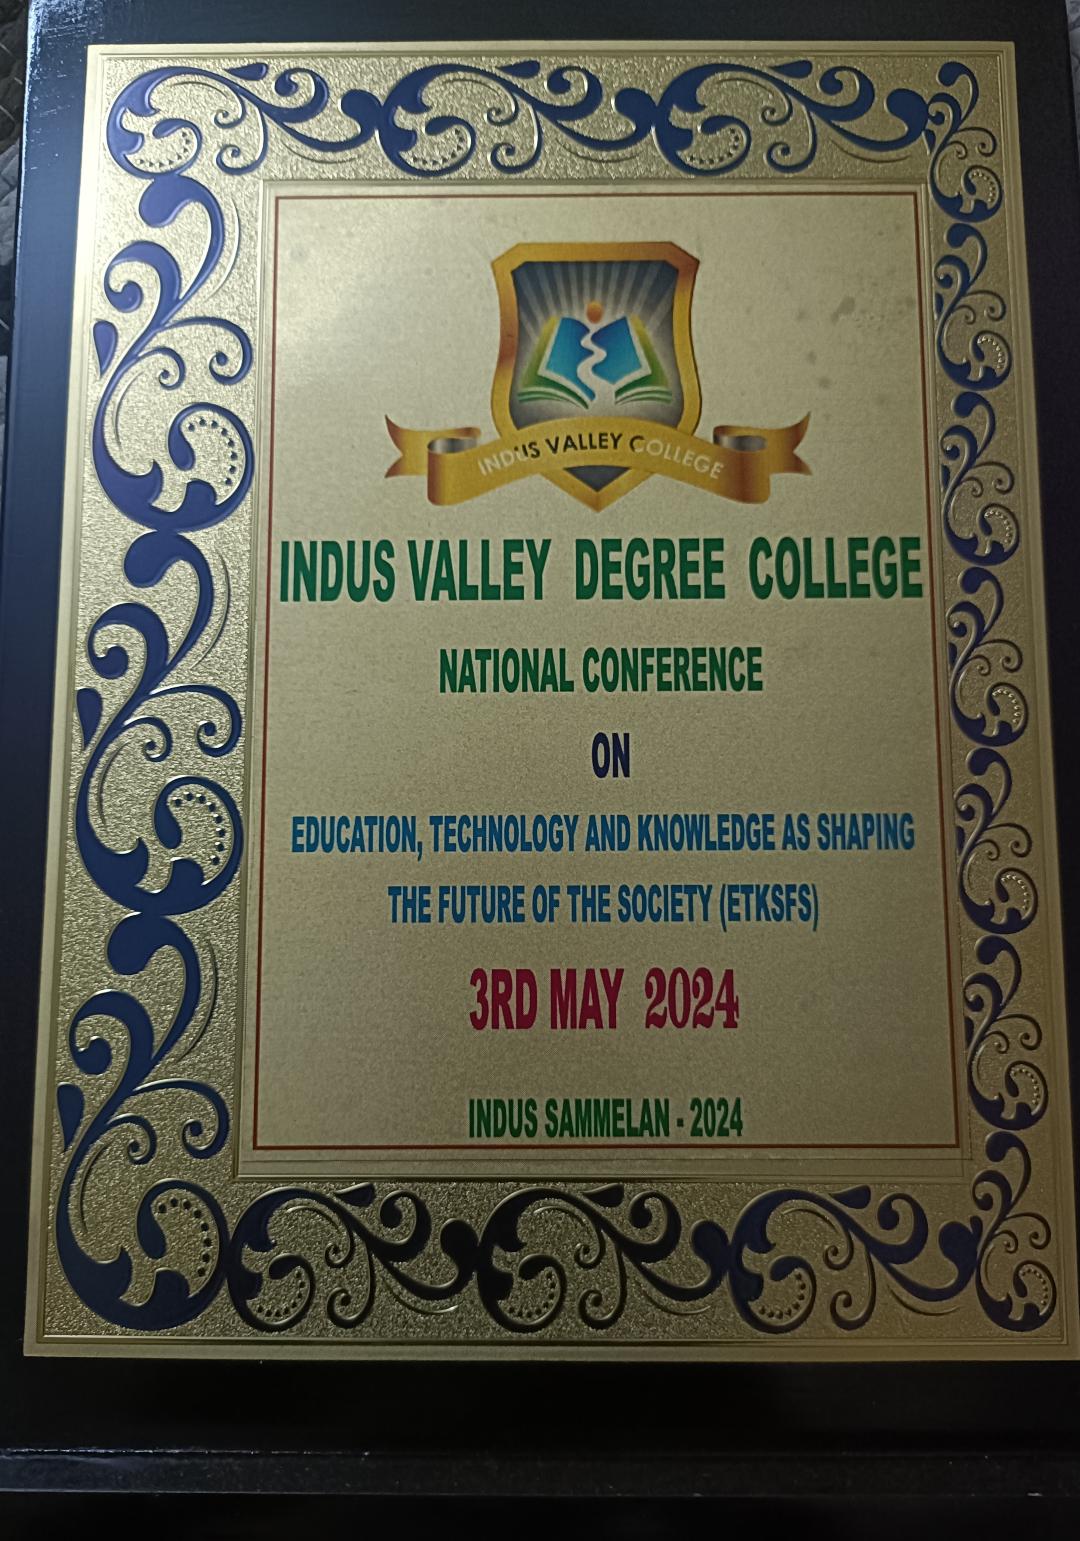 INDUS VALLEY COLLEGE
INDUS VALLEY DEGREE COLLEGE
NATIONAL CONFERENCE
ON
EDUCATION, TECHNOLOGY AND KNOWLEDGE AS SHAPING
THE FUTURE OF THE SOCIETY (ETKSFS)
3RD MAY 2024
INDUS SAMMELAN - 2024